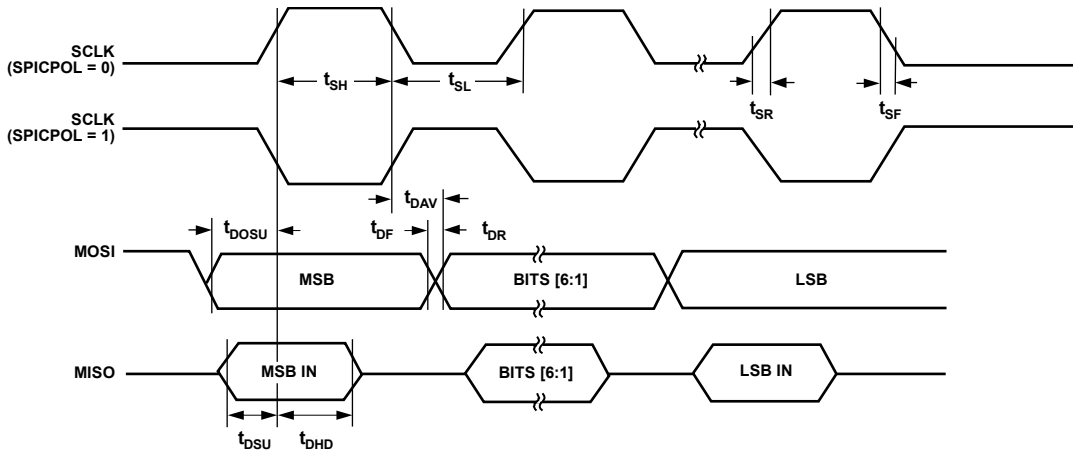 SCLK
(SPICPOL = 0)
tSH
tSL
tSR
tSF
SCLK
(SPICPOL = 1)
tDAV
tDOSU
tDF
tDR
MOSI
MSB
BITS [6:1]
LSB
MISO
MSB IN
BITS [6:1]
LSB IN
tDSU
tDHD